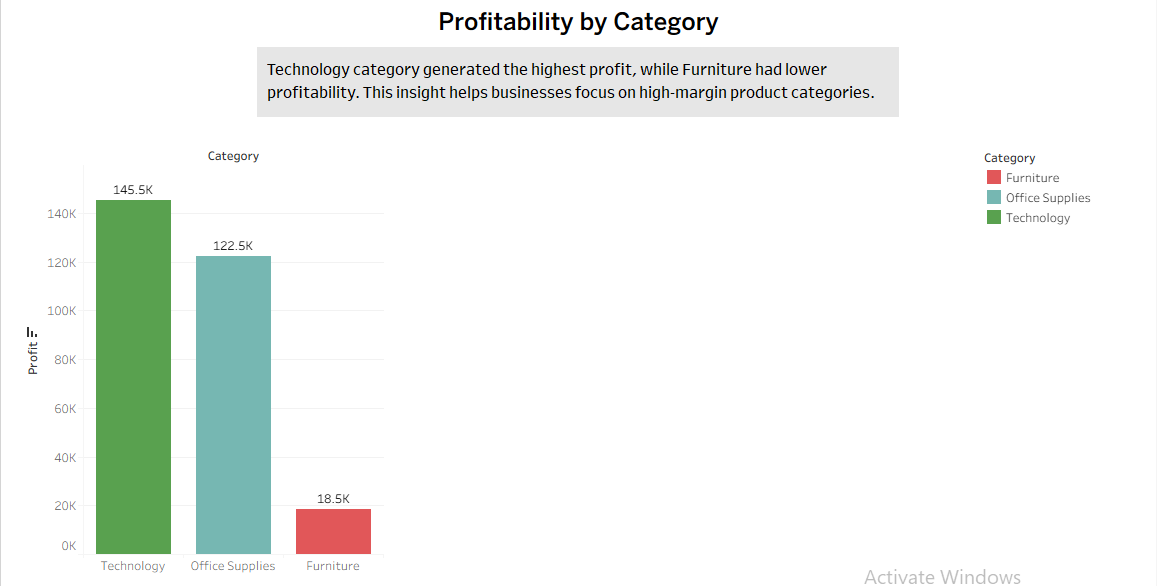 Profitability by Category
Technology category generated the highest profit, while Furniture had lower
profitability. This insight helps businesses focus on high-margin product categories.
Category
145.5K
122.5K
18.5K
Profit
140K
120K
100K
80K
60K
40K
20K
0K
Technology
Office Supplies
Furniture
Category
Furniture
Office Supplies
Technology
Activate Windows